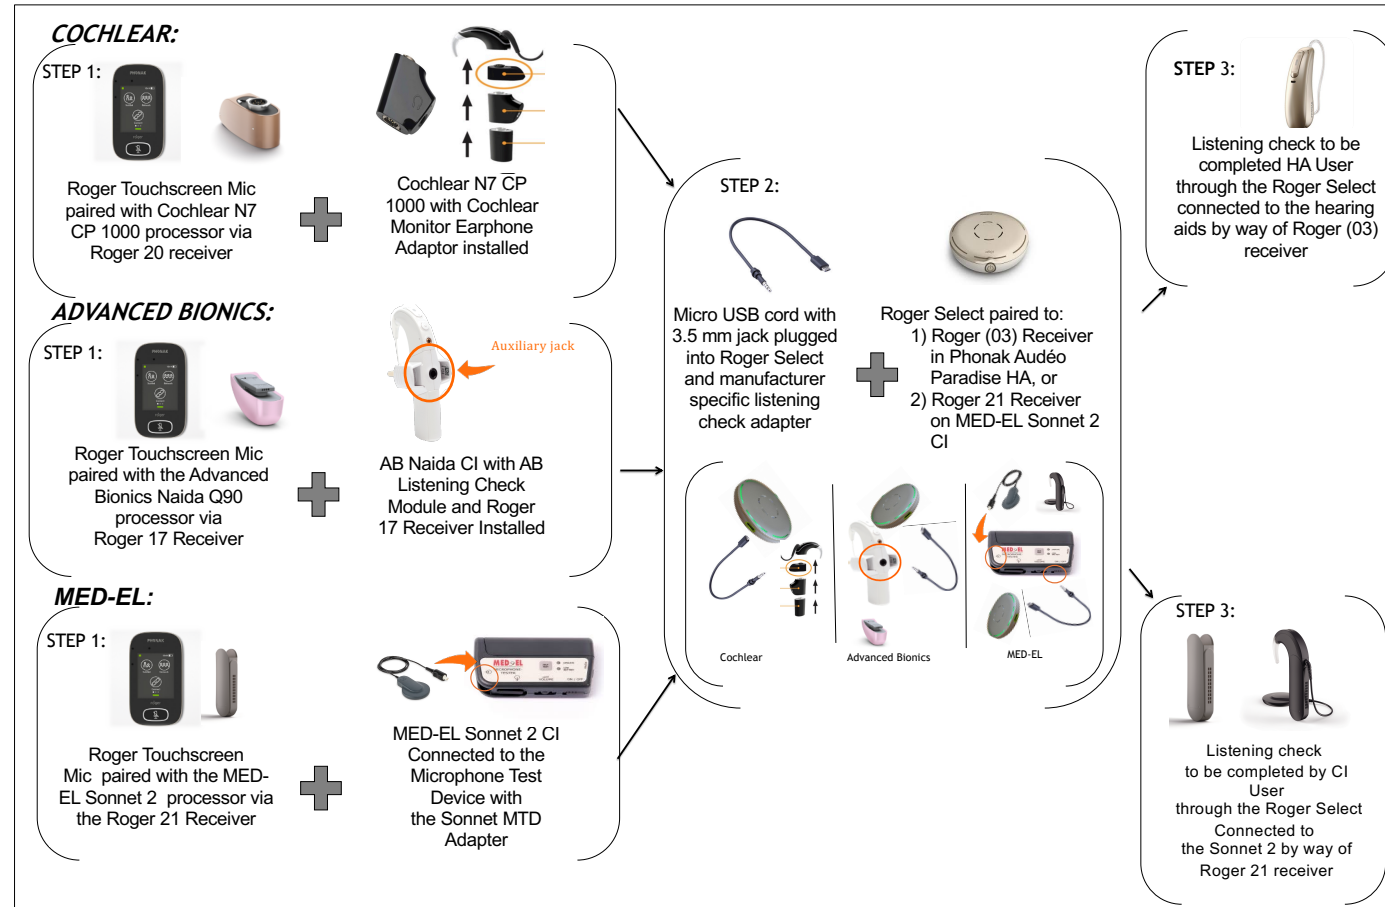 COCHLEAR:
STEP 1:
PHONAK
Roger
Roger Touchscreen Mic
paired with Cochlear N7
CP 1000 processor via
Roger 20 receiver
Cochlear N7 CP
1000 with Cochlear
Monitor Earphone
Adaptor installed
ADVANCED BIONICS:
STEP 1:
PHONAK
Roger
Auxiliary jack
Roger Touchscreen Mic
paired with the Advanced
Bionics Naida Q90
processor via
Roger 17 Receiver
AB Naida CI with AB
Listening Check
Module and Roger
17 Receiver Installed
MED-EL:
STEP 1:
PHONAK
Roger
MED EL
Roger Touchscreen
Mic paired with the MED-
EL Sonnet 2 processor via
the Roger 21 Receiver
MED-EL Sonnet 2 CI
Connected to the
Microphone Test
Device with
the Sonnet MTD
Adapter
STEP 2:
Micro USB cord with
3.5 mm jack plugged
into Roger Select
and manufacturer
specific listening
check adapter
Roger Select paired to:
1) Roger (03) Receiver
in Phonak Audéo
Paradise HA, or
2) Roger 21 Receiver
on MED-EL Sonnet 2
CI
MED EL
Cochlear
Advanced Bionics
MED-EL
STEP 3:
Listening check to be
completed HA User
through the Roger Select
connected to the hearing
aids by way of Roger (03)
receiver
STEP 3:
Listening check
to be completed by CI
User
through the Roger Select
Connected to
the Sonnet 2 by way of
Roger 21 receiver